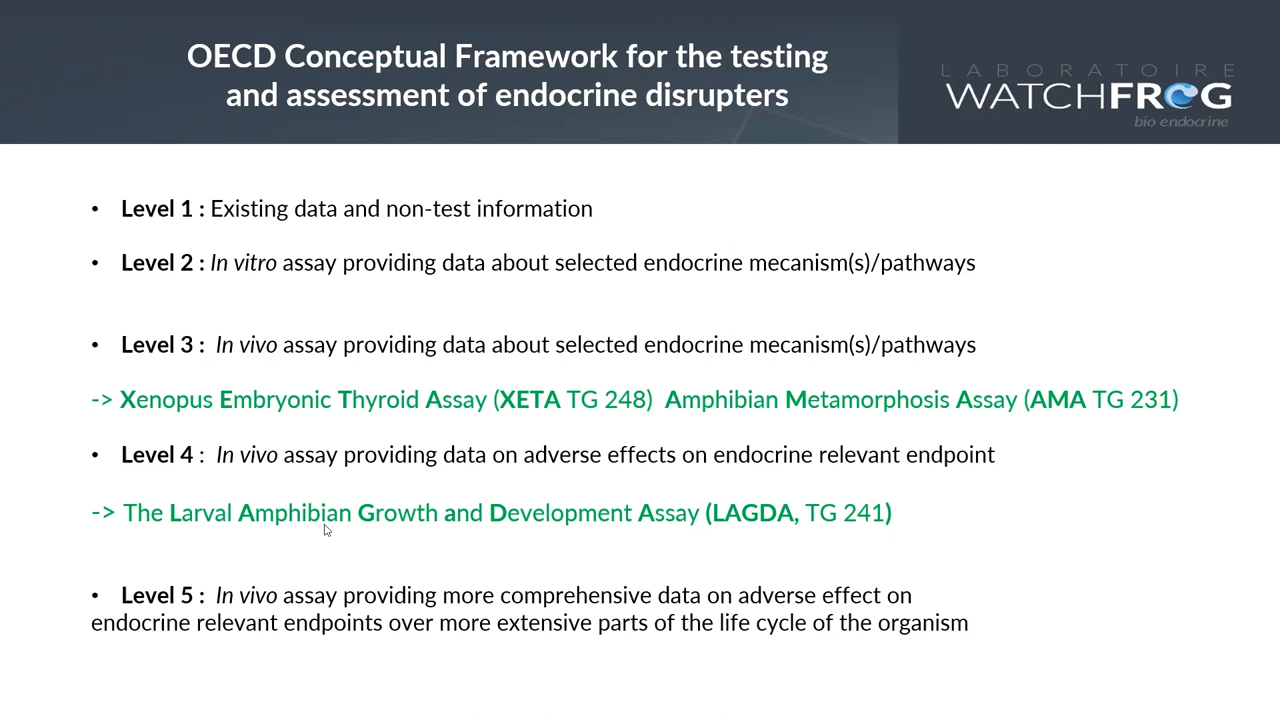 OECD Conceptual Framework for the testing
and assessment of endocrine disrupters
LABORATOIRE
WATCHFROG
bio endocrine
• Level 1 : Existing data and non-test information
• Level 2 : In vitro assay providing data about selected endocrine mecanism(s)/pathways
• Level 3 : In vivo assay providing data about selected endocrine mecanism(s)/pathways
-> Xenopus Embryonic Thyroid Assay (XETA TG 248) Amphibian Metamorphosis Assay (AMA TG 231)
• Level 4 : In vivo assay providing data on adverse effects on endocrine relevant endpoint
-> The Larval Amphibian Growth and Development Assay (LAGDA, TG 241)
• Level 5 : In vivo assay providing more comprehensive data on adverse effect on
endocrine relevant endpoints over more extensive parts of the life cycle of the organism